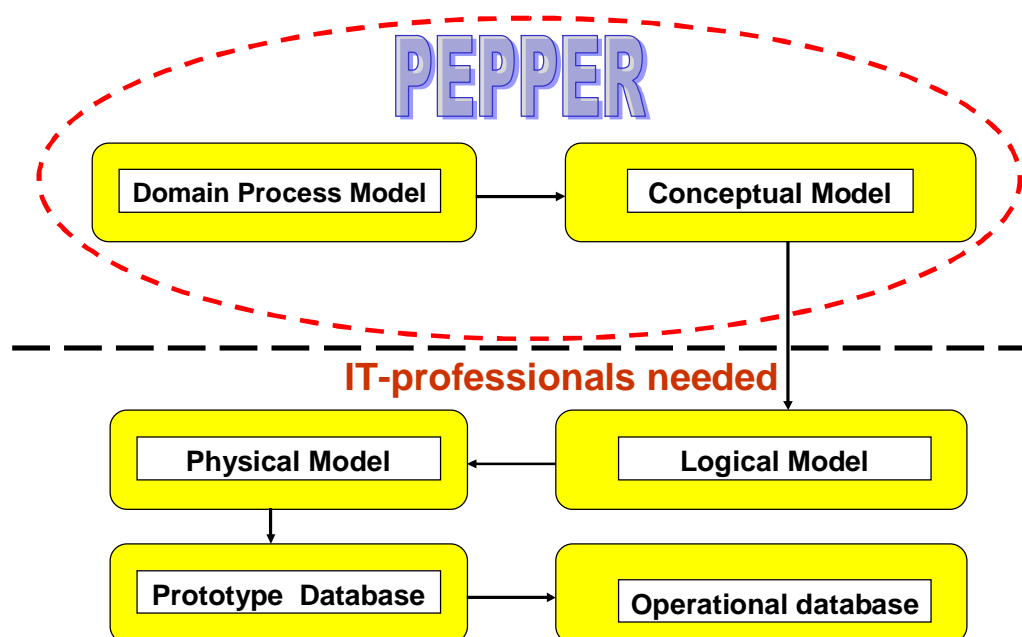 PEPPER
Domain Process Model
Conceptual Model
IT-professionals needed
Physical Model
Logical Model
Prototype Database
Operational database